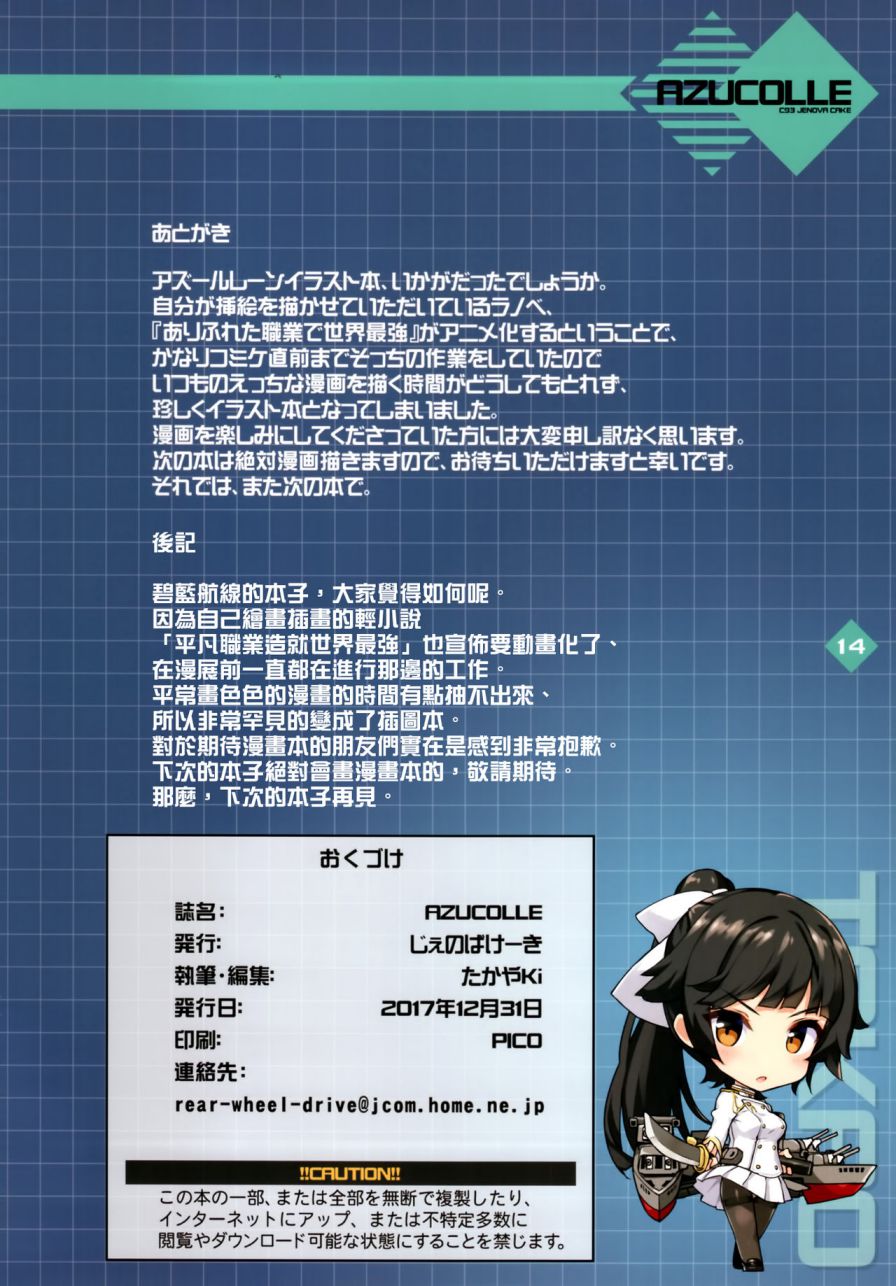 AZUCOLLE
C93 JENOVA CAKE
あとがき
アズールレーンイラスト本、いかがだったでしょうか。
自分が挿絵を描かせていただいているラノベ、
『ありふれた職業で世界最強』がアニメ化するということで、
かなりコミケ直前までそっちの作業をしていたので
いつものえっちな漫画を描く時間がどうしてもとれず、
珍しくイラスト本となってしまいました。
漫画を楽しみにしてくださっていた方には大変申し訳なく思います。
次の本は絶対漫画描きますので、お待ちいただけますと幸いです。
それでは、また次の本で。
後記
碧藍航線的本子，大家覺得如何呢。
因為自己繪畫插畫的輕小說
「平凡職業造就世界最強」也宣佈要動畫化了、
在漫展前一直都在進行那邊的工作。
平常畫色色的漫畫的時間有點抽不出來、
所以非常罕見的變成了插圖本。
對於期待漫畫本的朋友們實在是感到非常抱歉。
下次的本子絕對會畫漫畫本的，敬請期待。
那麼，下次的本子再見。
14
おくづけ
誌名: AZUCOLLE
発行: じぇのばけーき
執筆・編集: たかやKi
発行日: 2017年12月31日
印刷: PICO
連絡先:
rear-wheel-drive@jcom.home.ne.jp
!!CAUTION!!
この本の一部、または全部を無断で複製したり、
インターネットにアップ、または不特定多数に
閲覧やダウンロード可能な状態にすることを禁じます。
TAKAO